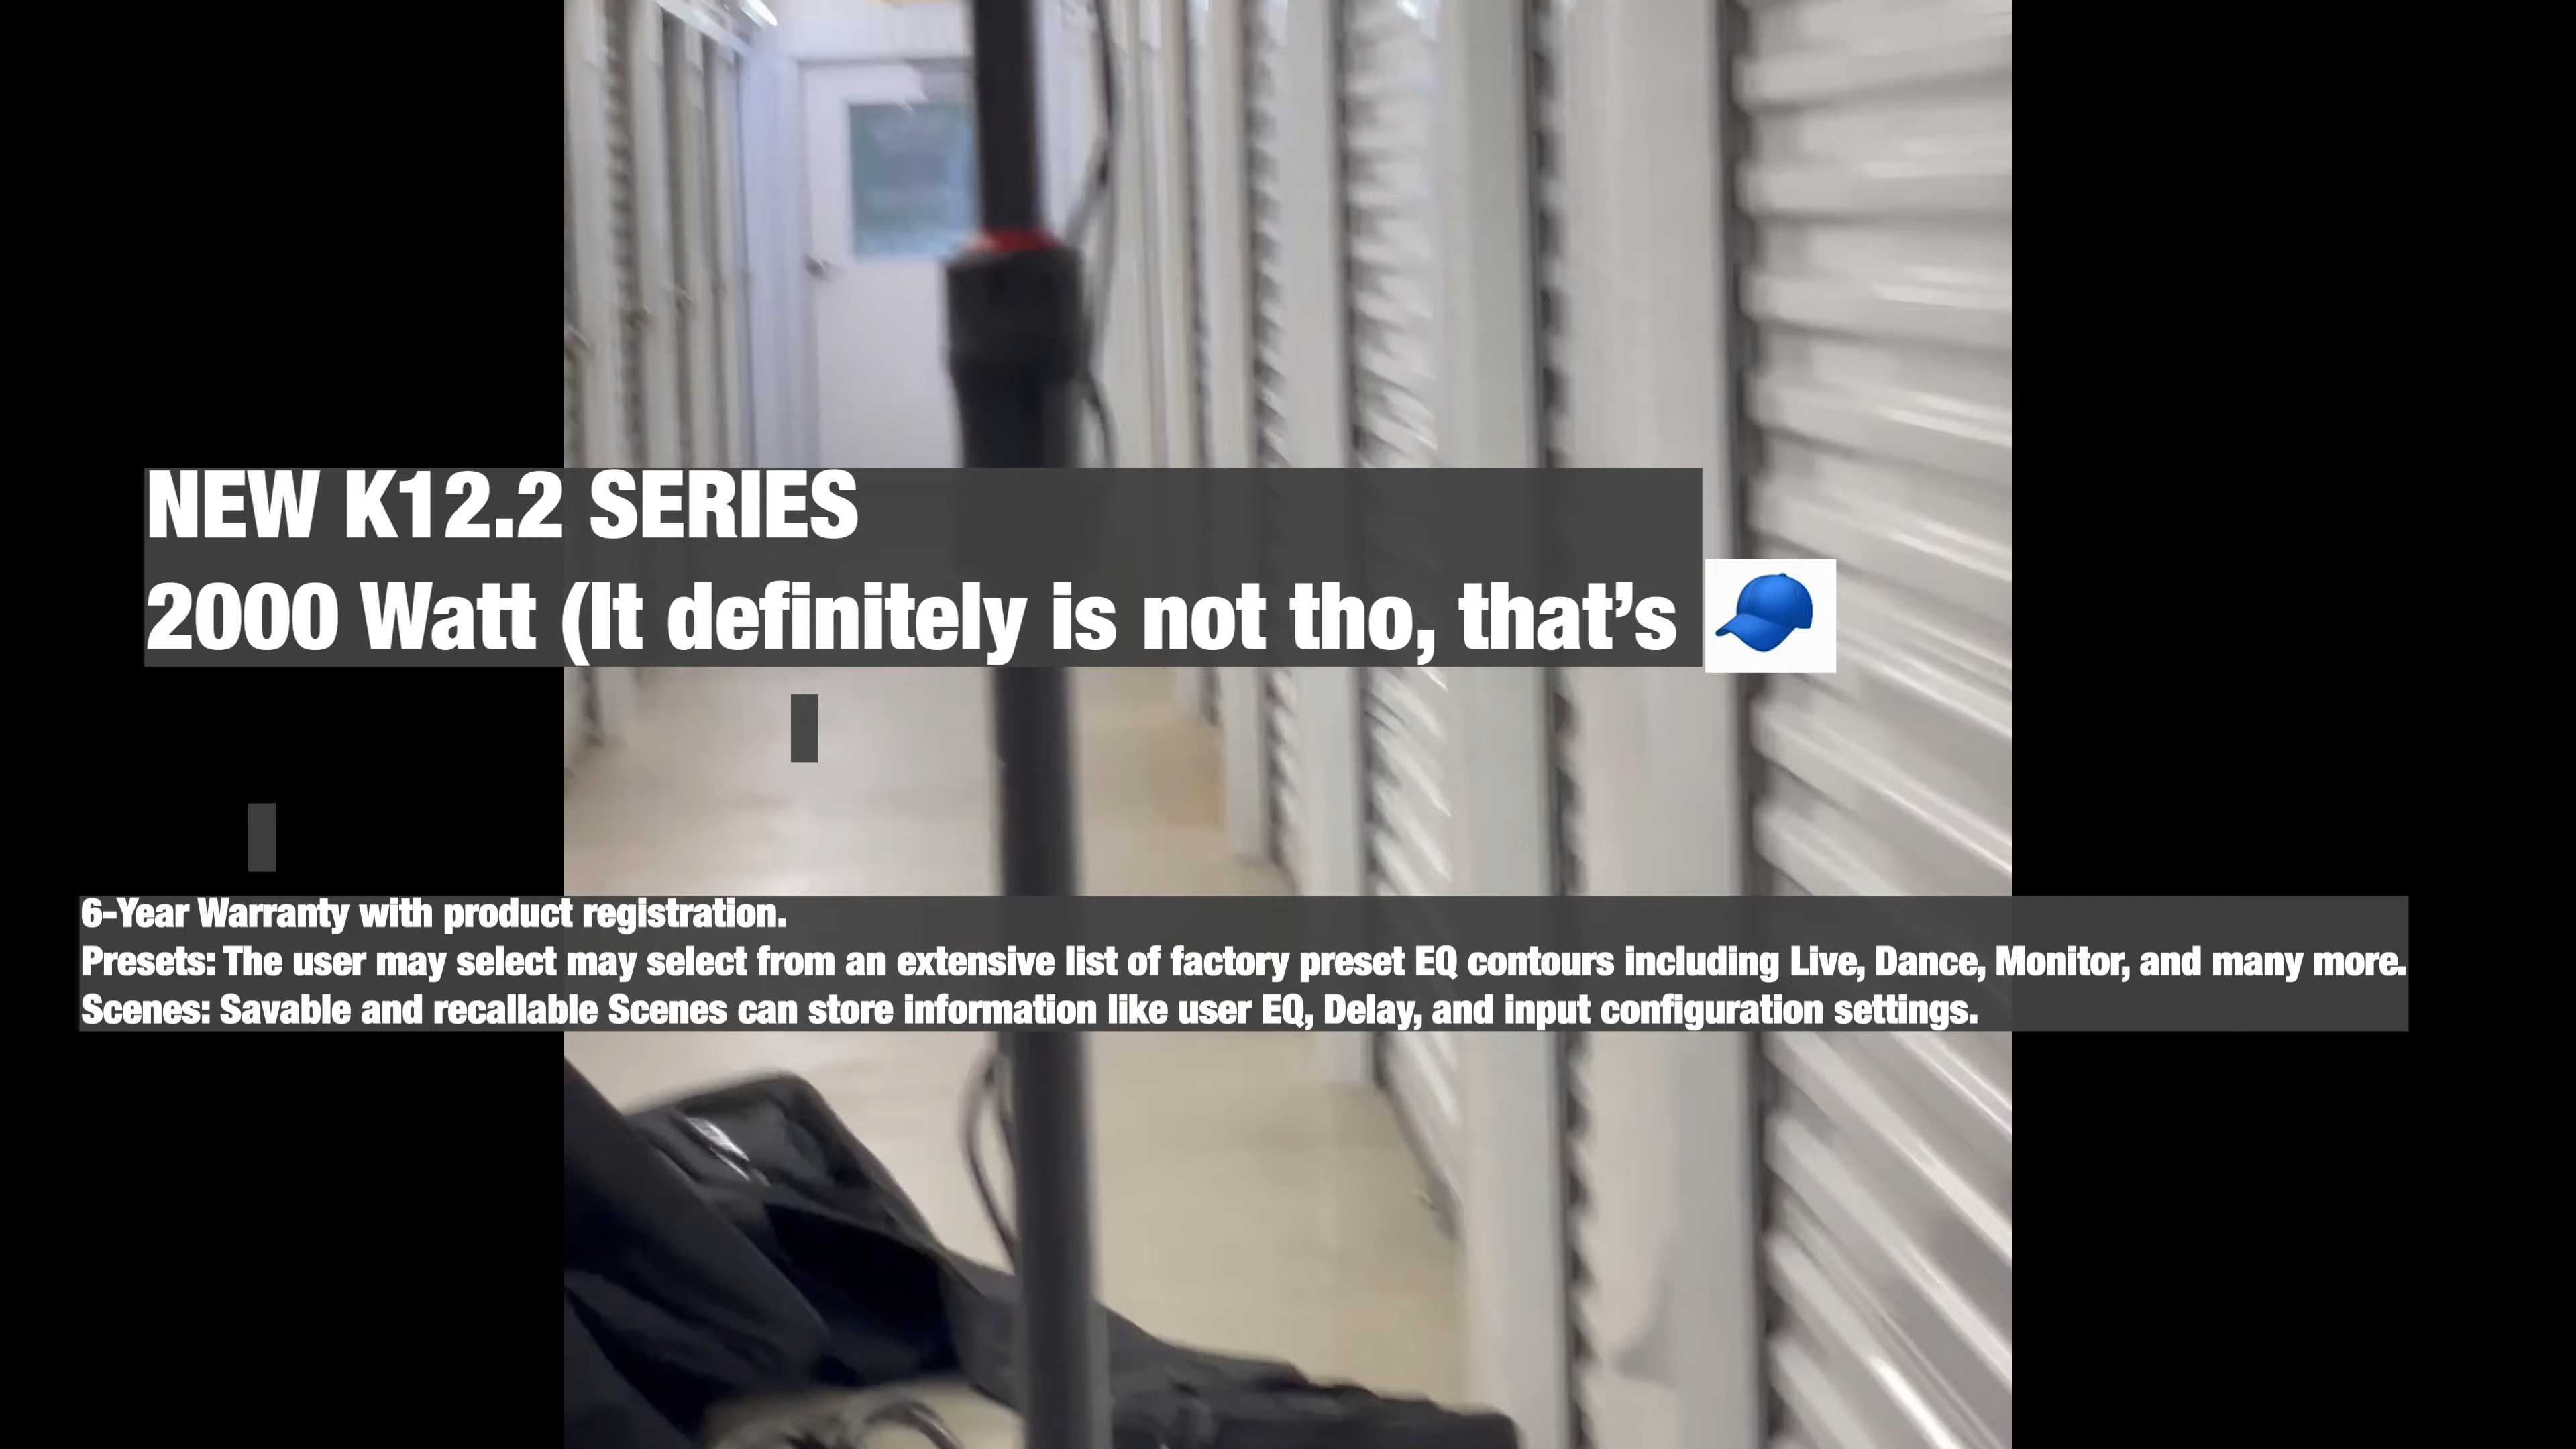 NEW K12.2 SERIES
2000 Watt (It definitely is not tho, that’s 🧢
6-Year Warranty with product registration.
Presets: The user may select may select from an extensive list of factory preset EQ contours including Live, Dance, Monitor, and many more.
Scenes: Savable and recallable Scenes can store information like user EQ, Delay, and input configuration settings.